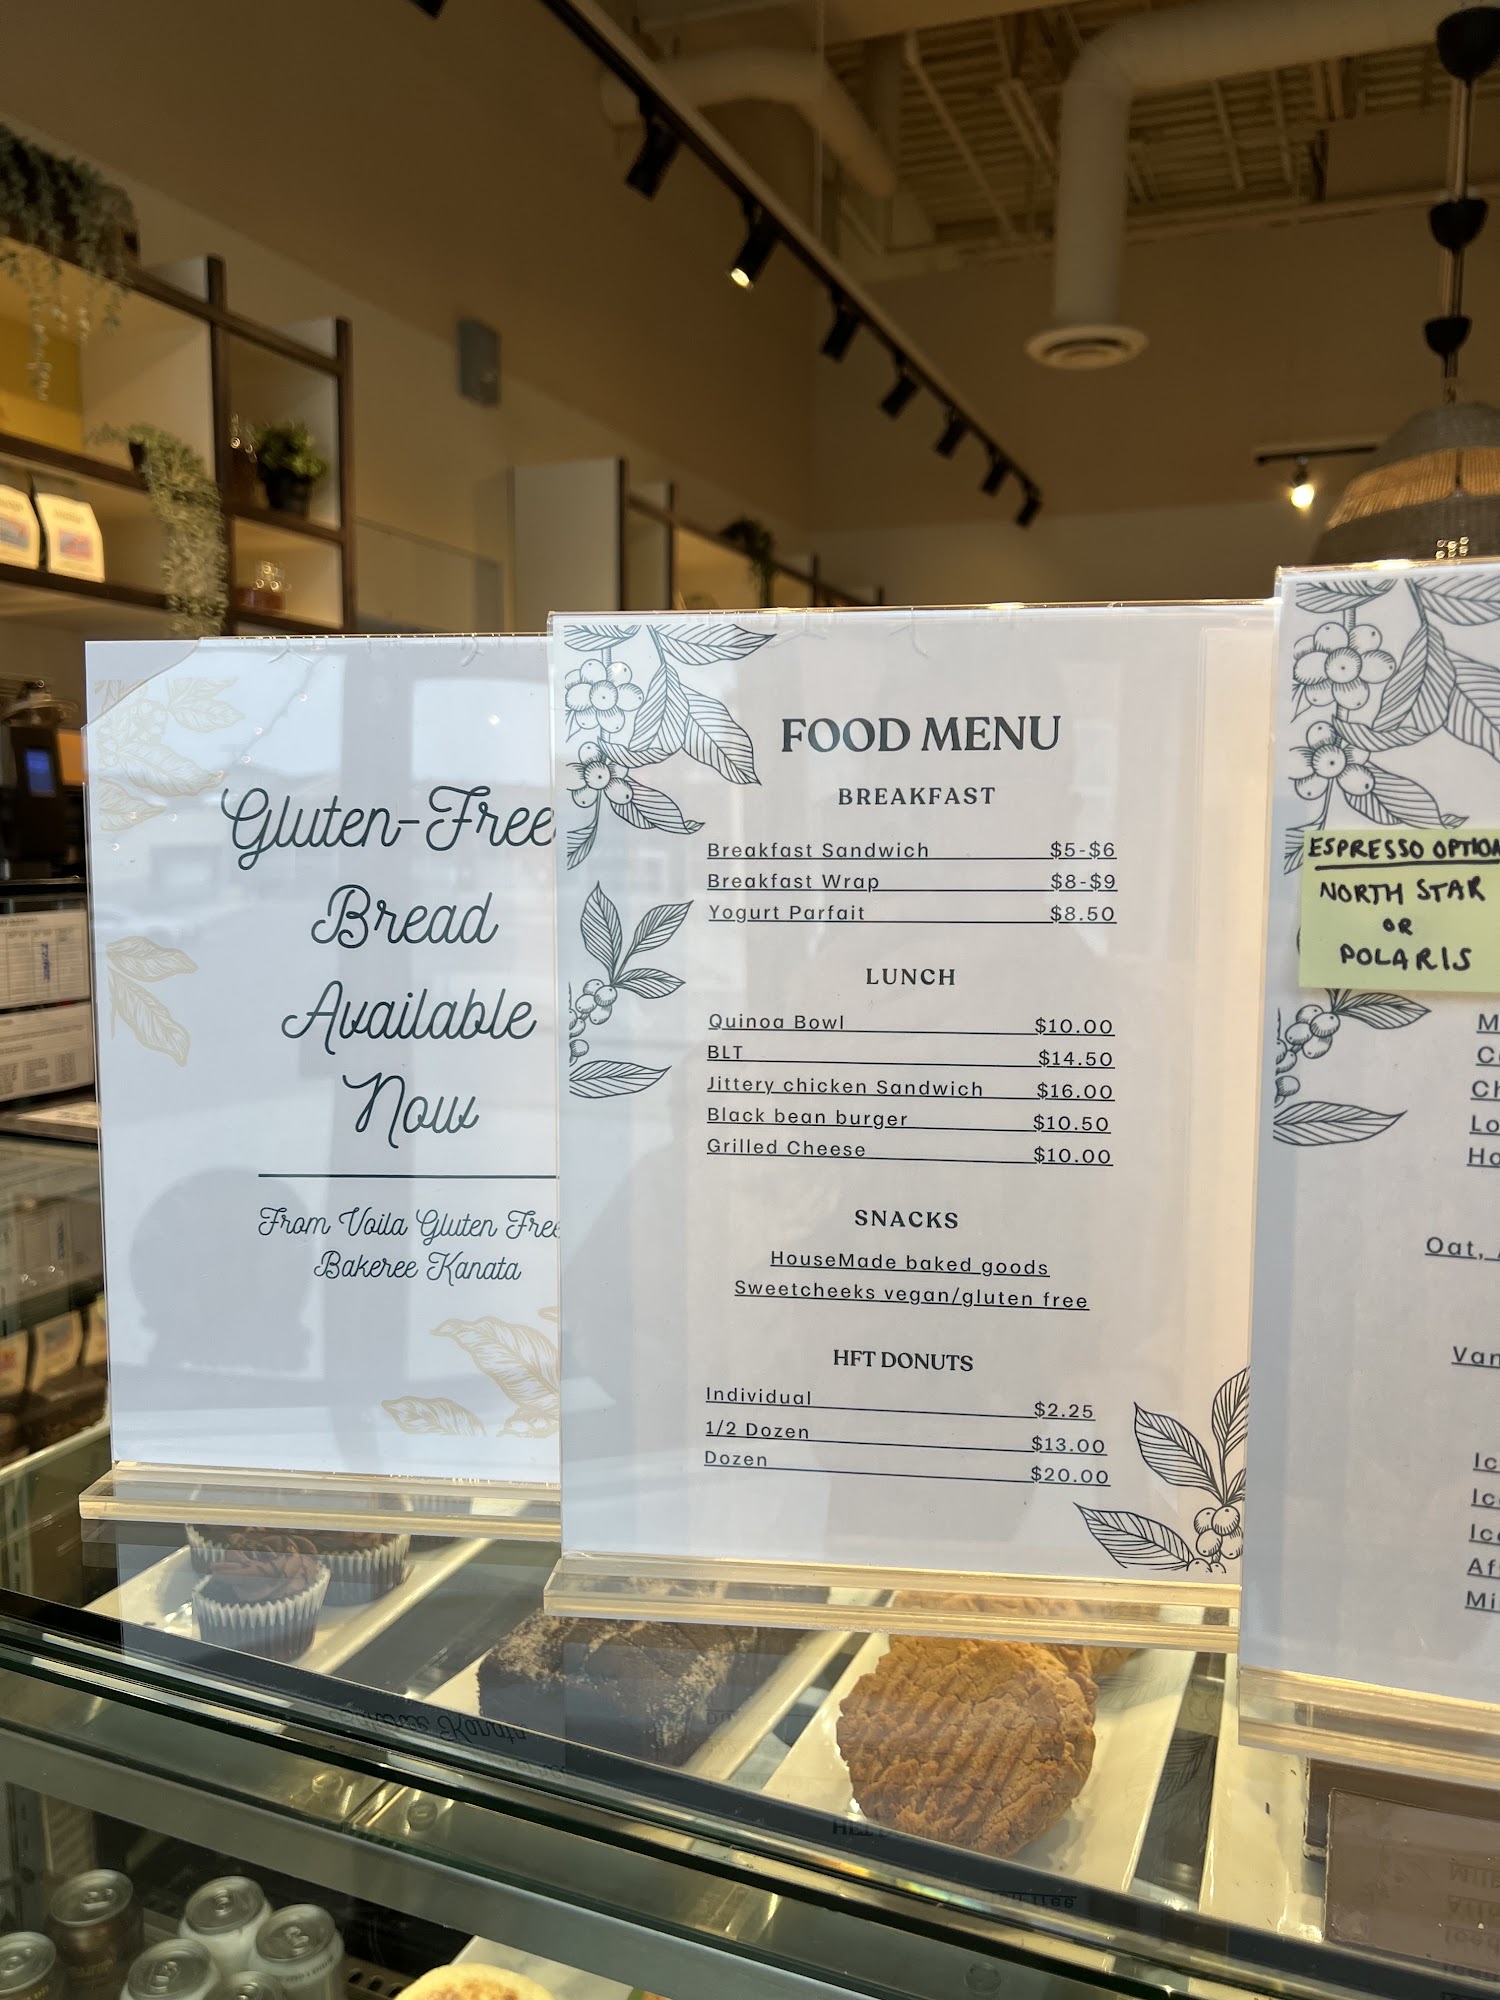 Gluten-Free
Bread
Available
Now
From Voila Gluten Free
Bakeree Kanata
FOOD MENU
BREAKFAST
Breakfast Sandwich $5-$6
Breakfast Wrap $8-$9
Yogurt Parfait $8.50
LUNCH
Quinoa Bowl $10.00
BLT $14.50
Jittery chicken Sandwich $16.00
Black bean burger $10.50
Grilled Cheese $10.00
SNACKS
HouseMade baked goods
Sweetcheeks vegan/gluten free
HFT DONUTS
Individual $2.25
1/2 Dozen $13.00
Dozen $20.00
ESPRESSO OPTION
NORTH STAR
OR
POLARIS
Oat,